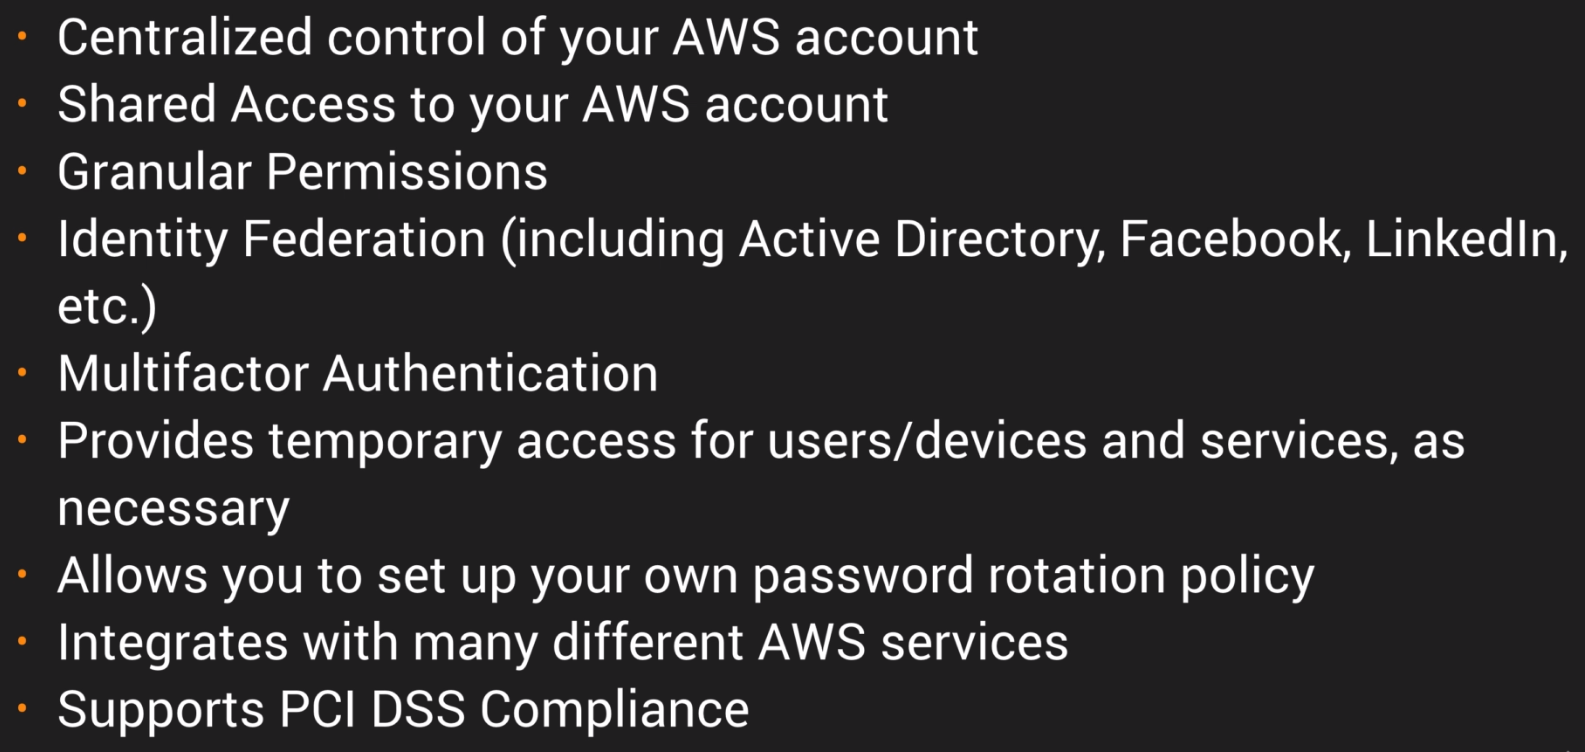 • Centralized control of your AWS account
• Shared Access to your AWS account
• Granular Permissions
• Identity Federation (including Active Directory, Facebook, LinkedIn,
etc.)
• Multifactor Authentication
• Provides temporary access for users/devices and services, as
necessary
• Allows you to set up your own password rotation policy
• Integrates with many different AWS services
• Supports PCI DSS Compliance